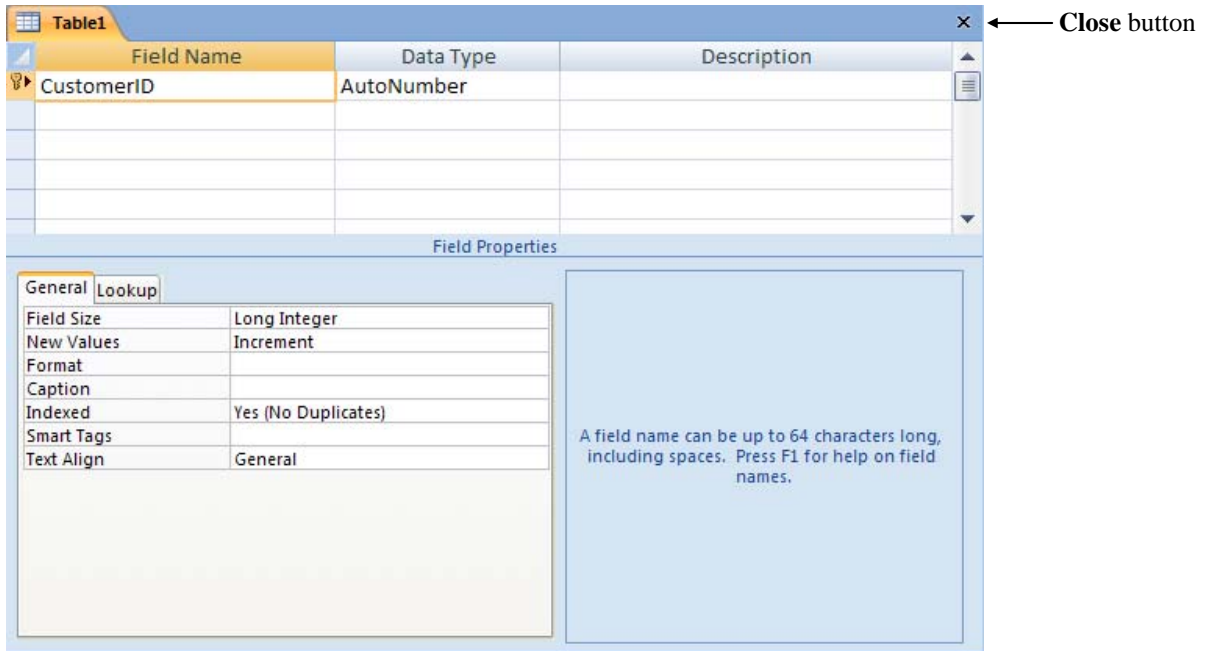 Table1
Close button
Field Name Data Type Description
CustomerID AutoNumber
Field Properties
General Lookup
Field Size Long Integer
New Values Increment
Format
Caption
Indexed Yes (No Duplicates)
Smart Tags
Text Align General
A field name can be up to 64 characters long,
including spaces. Press F1 for help on field
names.